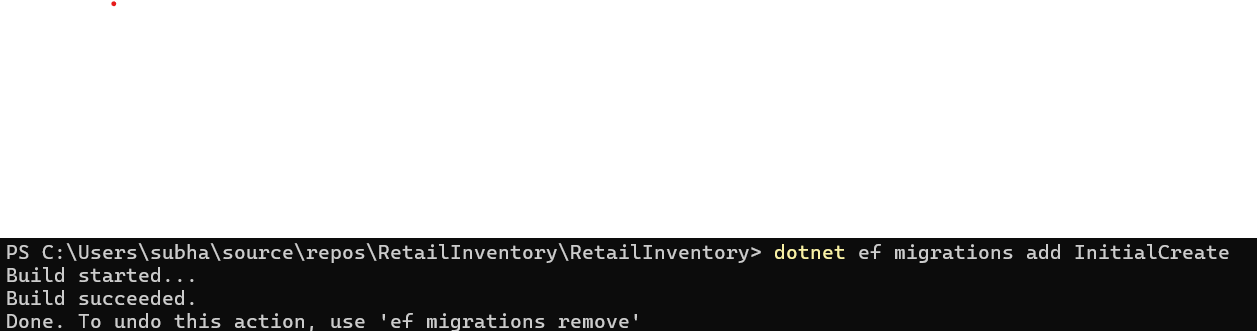 PS C:\Users\subha\source\repos\RetailInventory\RetailInventory> dotnet ef migrations add InitialCreate
Build started...
Build succeeded.
Done. To undo this action, use 'ef migrations remove'